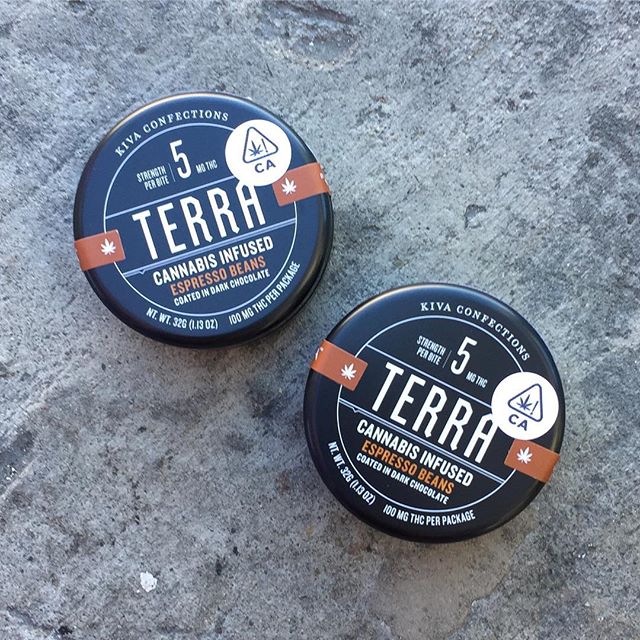 KIVA CONFECTIONS
STRENGTH
PER BITE
5 MG THC
CA
TERRA
CANNABIS INFUSED
ESPRESSO BEANS
COATED IN DARK CHOCOLATE
NT. WT. 32G (1.13 OZ)
100 MG THC PER PACKAGE
KIVA CONFECTIONS
STRENGTH
PER BITE
5 MG THC
CA
TERRA
CANNABIS INFUSED
ESPRESSO BEANS
COATED IN DARK CHOCOLATE
NT. WT. 32G (1.13 OZ)
100 MG THC PER PACKAGE